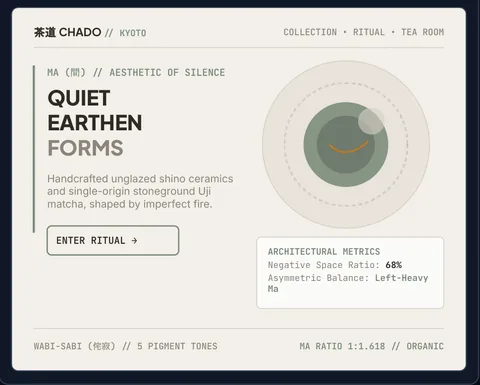 茶道 CHADO // KYOTO
COLLECTION • RITUAL • TEA ROOM
MA (間) // AESTHETIC OF SILENCE
QUIET
EARTHEN
FORMS
Handcrafted unglazed shino ceramics
and single-origin stoneground Uji
matcha, shaped by imperfect fire.
ENTER RITUAL →
ARCHITECTURAL METRICS
Negative Space Ratio: 68%
Asymmetric Balance: Left-Heavy
Ma
WABI-SABI (侘寂) // 5 PIGMENT TONES
MA RATIO 1:1.618 // ORGANIC